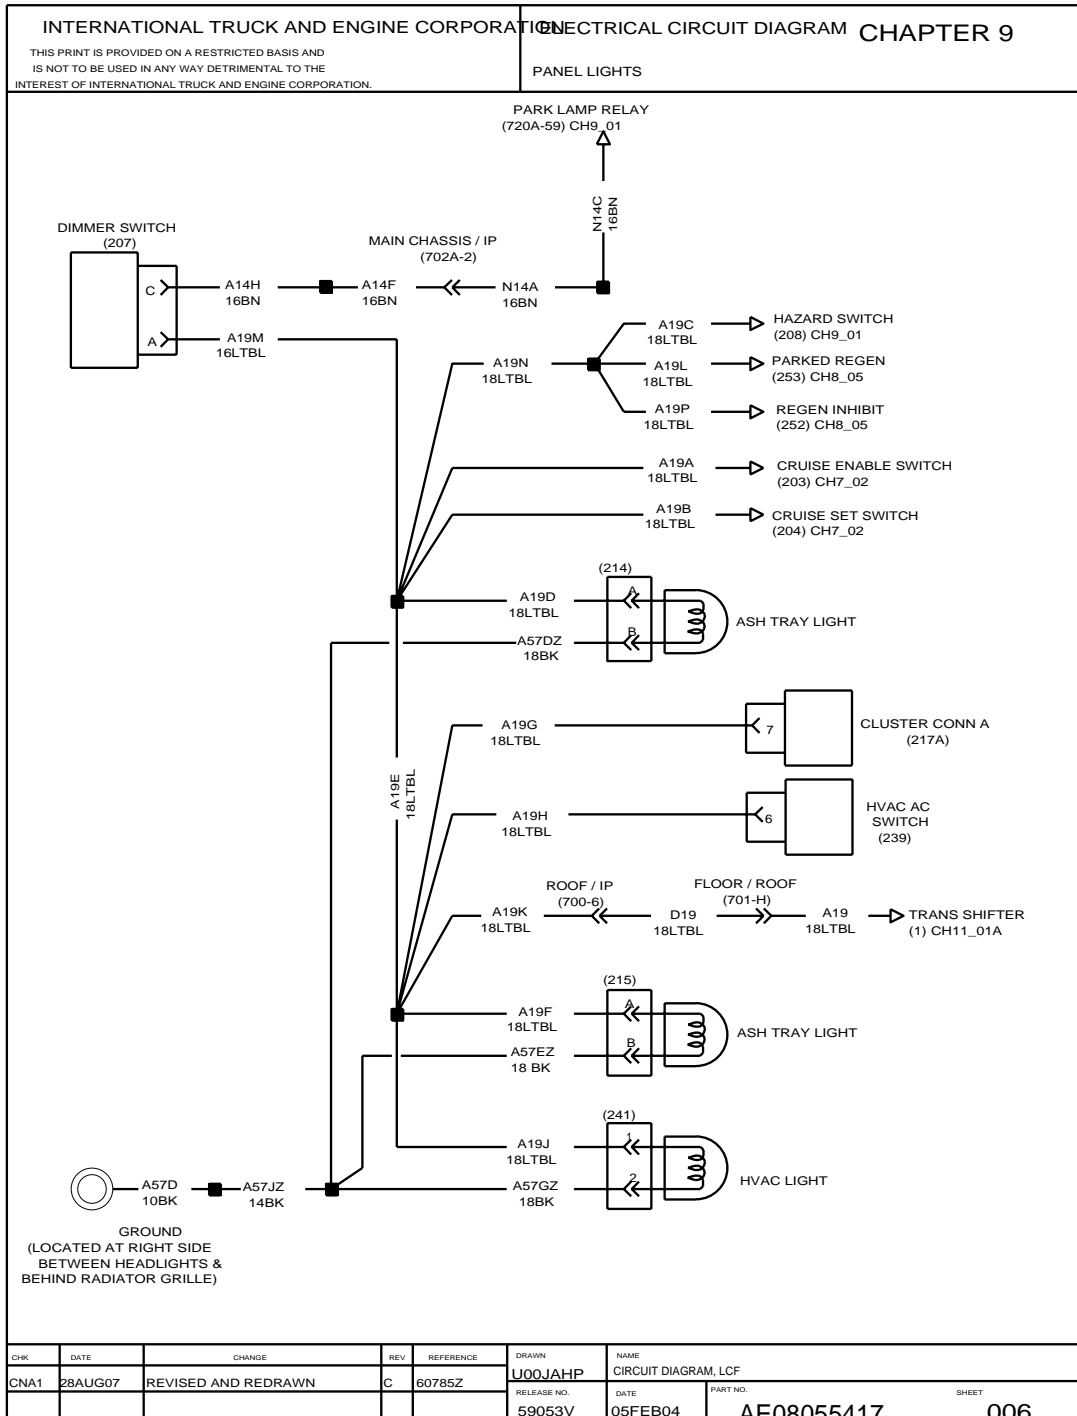 INTERNATIONAL TRUCK AND ENGINE CORPORATION
ELECTRICAL CIRCUIT DIAGRAM CHAPTER 9
THIS PRINT IS PROVIDED ON A RESTRICTED BASIS AND
IS NOT TO BE USED IN ANY WAY DETRIMENTAL TO THE
INTEREST OF INTERNATIONAL TRUCK AND ENGINE CORPORATION.
PANEL LIGHTS
PARK LAMP RELAY
(720A-59) CH9_01
N14C
16BN
DIMMER SWITCH
(207)
MAIN CHASSIS / IP
(702A-2)
C
A14H
16BN
A14F
16BN
N14A
16BN
A
A19M
16LTBL
A19N
18LTBL
A19C
18LTBL
HAZARD SWITCH
(208) CH9_01
A19L
18LTBL
PARKED REGEN
(253) CH8_05
A19P
18LTBL
REGEN INHIBIT
(252) CH8_05
A19A
18LTBL
CRUISE ENABLE SWITCH
(203) CH7_02
A19B
18LTBL
CRUISE SET SWITCH
(204) CH7_02
(214)
A19D
18LTBL
A
ASH TRAY LIGHT
A57DZ
18BK
B
A19G
18LTBL
7
CLUSTER CONN A
(217A)
A19E
18LTBL
A19H
18LTBL
6
HVAC AC
SWITCH
(239)
ROOF / IP
(700-6)
FLOOR / ROOF
(701-H)
A19K
18LTBL
D19
18LTBL
A19
18LTBL
TRANS SHIFTER
(1) CH11_01A
(215)
A19F
18LTBL
A
ASH TRAY LIGHT
A57EZ
18 BK
B
(241)
A19J
18LTBL
1
HVAC LIGHT
A57GZ
18BK
2
A57D
10BK
A57JZ
14BK
GROUND
(LOCATED AT RIGHT SIDE
BETWEEN HEADLIGHTS &
BEHIND RADIATOR GRILLE)
CHK DATE CHANGE REV REFERENCE
CNA1 28AUG07 REVISED AND REDRAWN C 60785Z
DRAWN
U00JAHP
NAME
CIRCUIT DIAGRAM, LCF
RELEASE NO.
59053V
DATE
05FEB04
PART NO.
AE08055417
SHEET
006